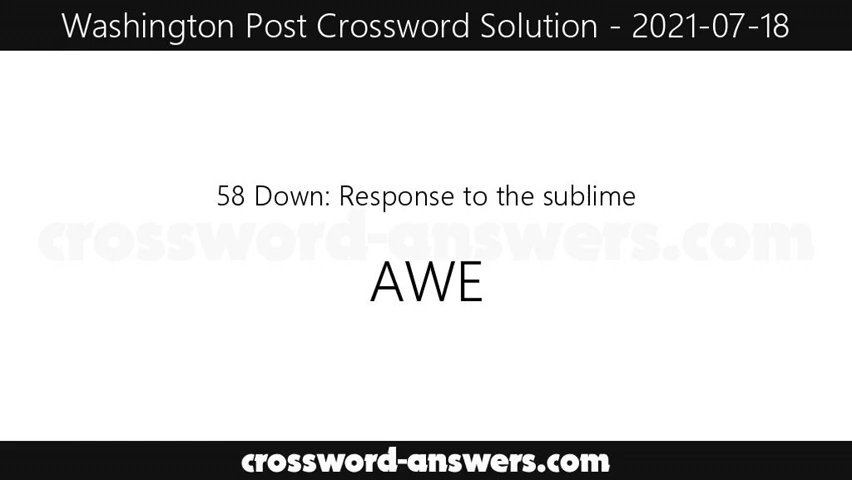 Washington Post Crossword Solution - 2021-07-18
58 Down: Response to the sublime
crossword-answers.com
AWE
crossword-answers.com